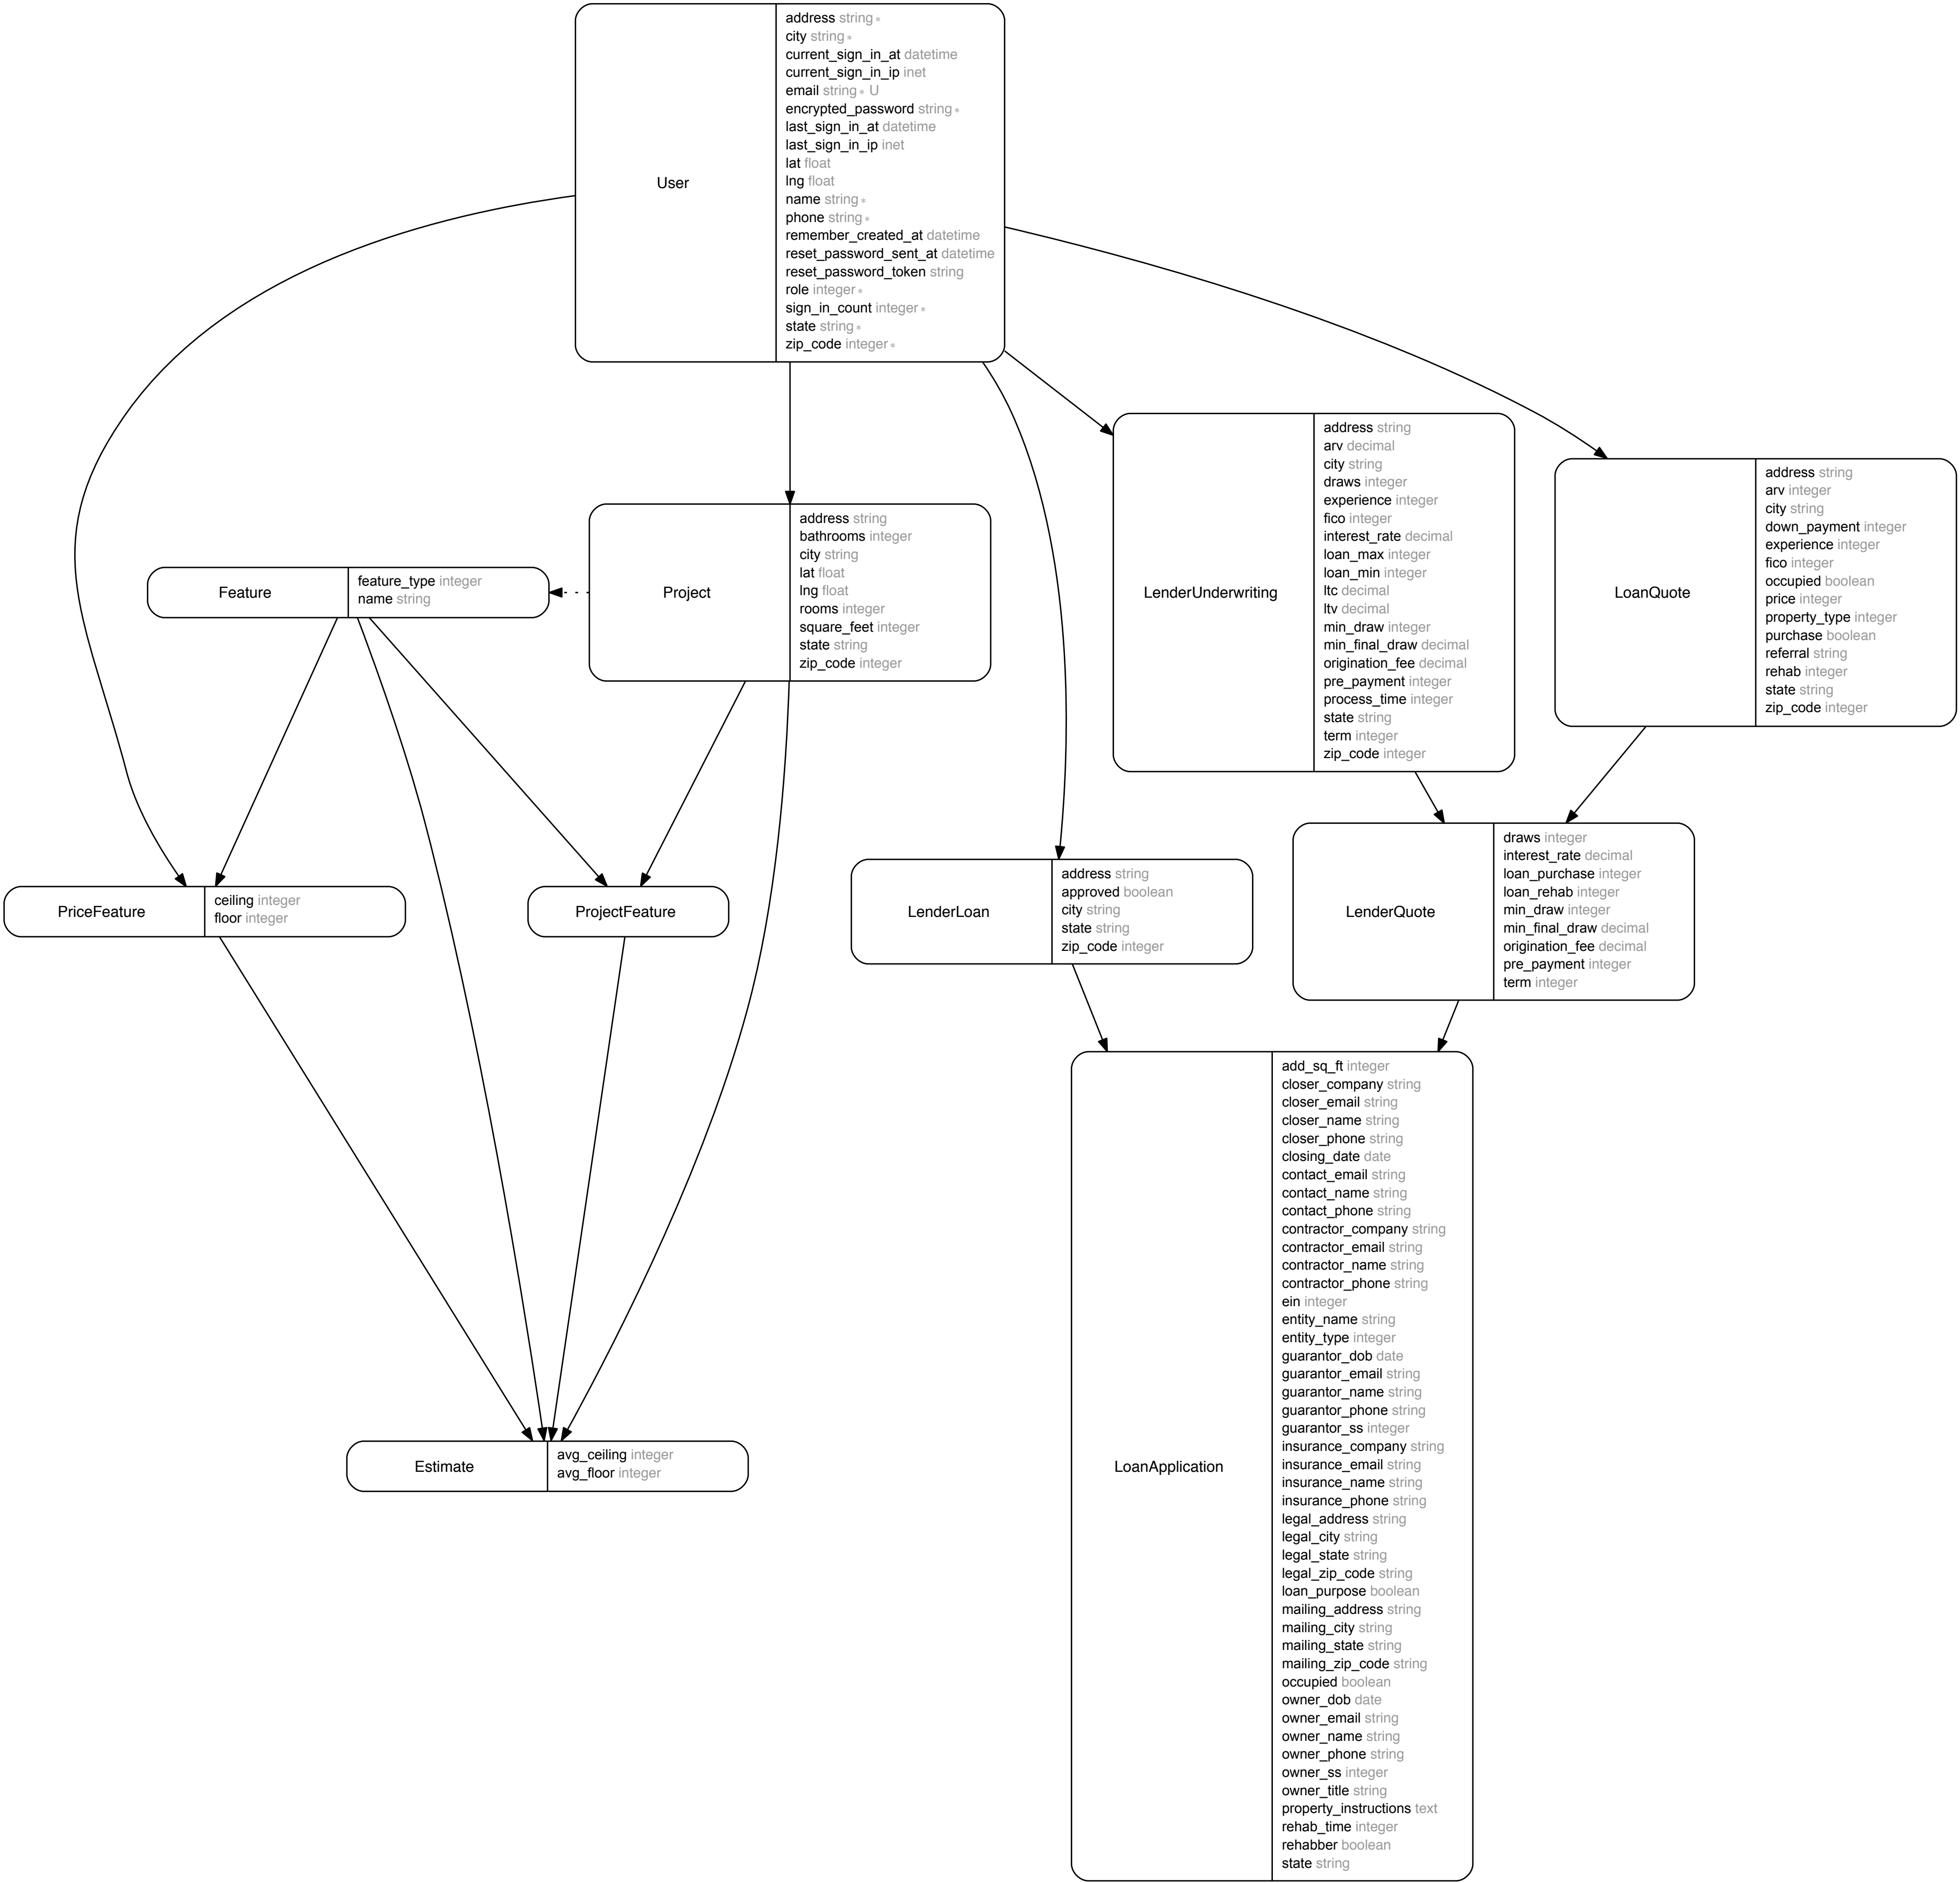 User
address string *
city string *
current_sign_in_at datetime
current_sign_in_ip inet
email string * U
encrypted_password string *
last_sign_in_at datetime
last_sign_in_ip inet
lat float
lng float
name string *
phone string *
remember_created_at datetime
reset_password_sent_at datetime
reset_password_token string
role integer *
sign_in_count integer *
state string *
zip_code integer *
LenderUnderwriting
address string
arv decimal
city string
draws integer
experience integer
fico integer
interest_rate decimal
loan_max integer
loan_min integer
ltc decimal
ltv decimal
min_draw integer
min_final_draw decimal
origination_fee decimal
pre_payment integer
process_time integer
state string
term integer
zip_code integer
LoanQuote
address string
arv integer
city string
down_payment integer
experience integer
fico integer
occupied boolean
price integer
property_type integer
purchase boolean
referral string
rehab integer
state string
zip_code integer
Project
address string
bathrooms integer
city string
lat float
lng float
rooms integer
square_feet integer
state string
zip_code integer
Feature
feature_type integer
name string
PriceFeature
ceiling integer
floor integer
ProjectFeature
LenderLoan
address string
approved boolean
city string
state string
zip_code integer
LenderQuote
draws integer
interest_rate decimal
loan_purchase integer
loan_rehab integer
min_draw integer
min_final_draw decimal
origination_fee decimal
pre_payment integer
term integer
Estimate
avg_ceiling integer
avg_floor integer
LoanApplication
add_sq_ft integer
closer_company string
closer_email string
closer_name string
closer_phone string
closing_date date
contact_email string
contact_name string
contact_phone string
contractor_company string
contractor_email string
contractor_name string
contractor_phone string
ein integer
entity_name string
entity_type integer
guarantor_dob date
guarantor_email string
guarantor_name string
guarantor_phone string
guarantor_ss integer
insurance_company string
insurance_email string
insurance_name string
insurance_phone string
legal_address string
legal_city string
legal_state string
legal_zip_code string
loan_purpose boolean
mailing_address string
mailing_city string
mailing_state string
mailing_zip_code string
occupied boolean
owner_dob date
owner_email string
owner_name string
owner_phone string
owner_ss integer
owner_title string
property_instructions text
rehab_time integer
rehabber boolean
state string